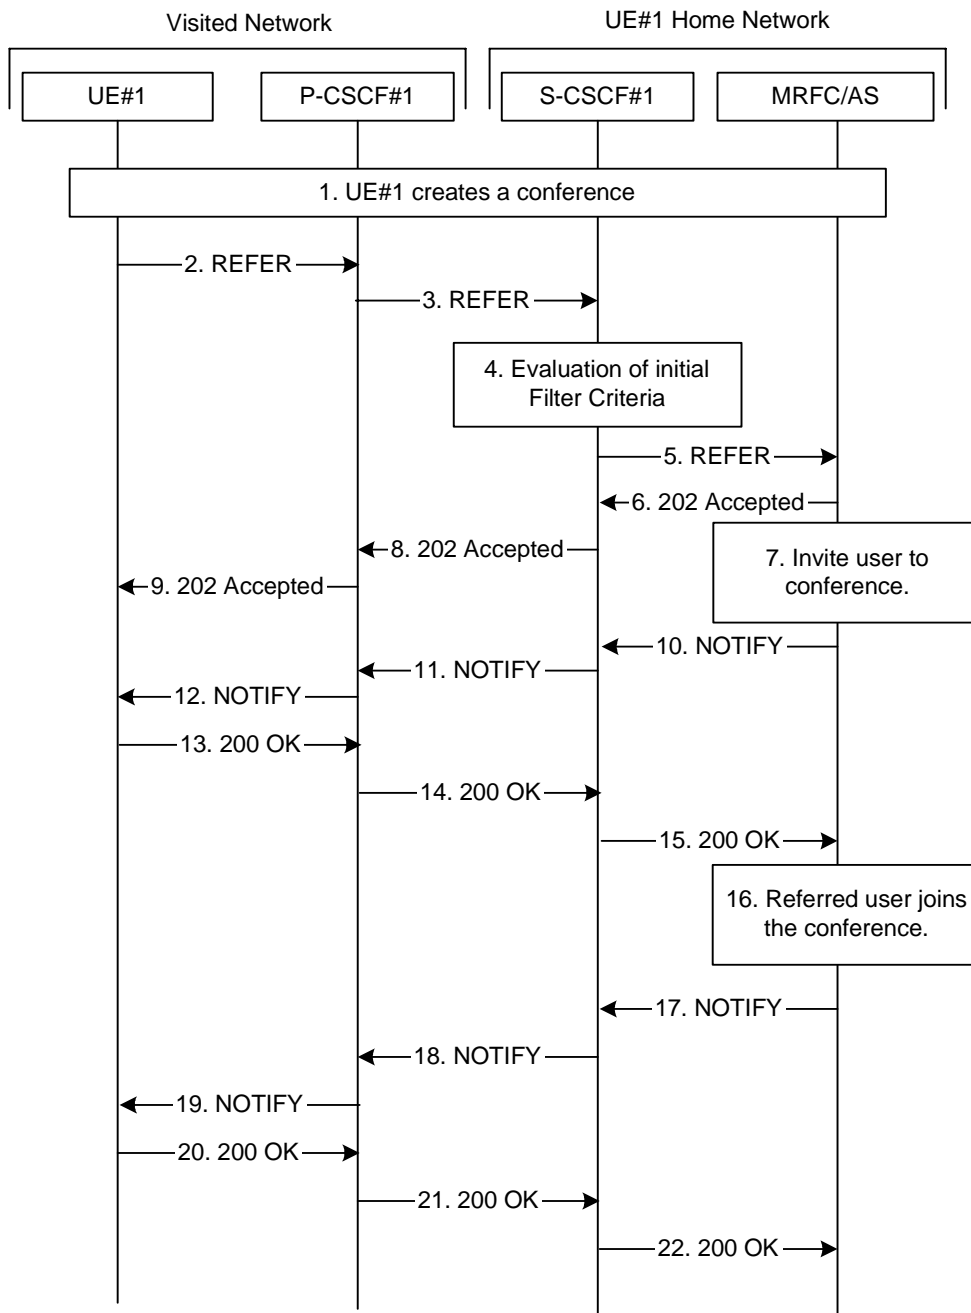 Visited Network
UE#1 Home Network
UE#1
P-CSCF#1
S-CSCF#1
MRFC/AS
1. UE#1 creates a conference
2. REFER
3. REFER
4. Evaluation of initial
Filter Criteria
5. REFER
6. 202 Accepted
7. Invite user to
conference.
8. 202 Accepted
9. 202 Accepted
10. NOTIFY
11. NOTIFY
12. NOTIFY
13. 200 OK
14. 200 OK
15. 200 OK
16. Referred user joins
the conference.
17. NOTIFY
18. NOTIFY
19. NOTIFY
20. 200 OK
21. 200 OK
22. 200 OK